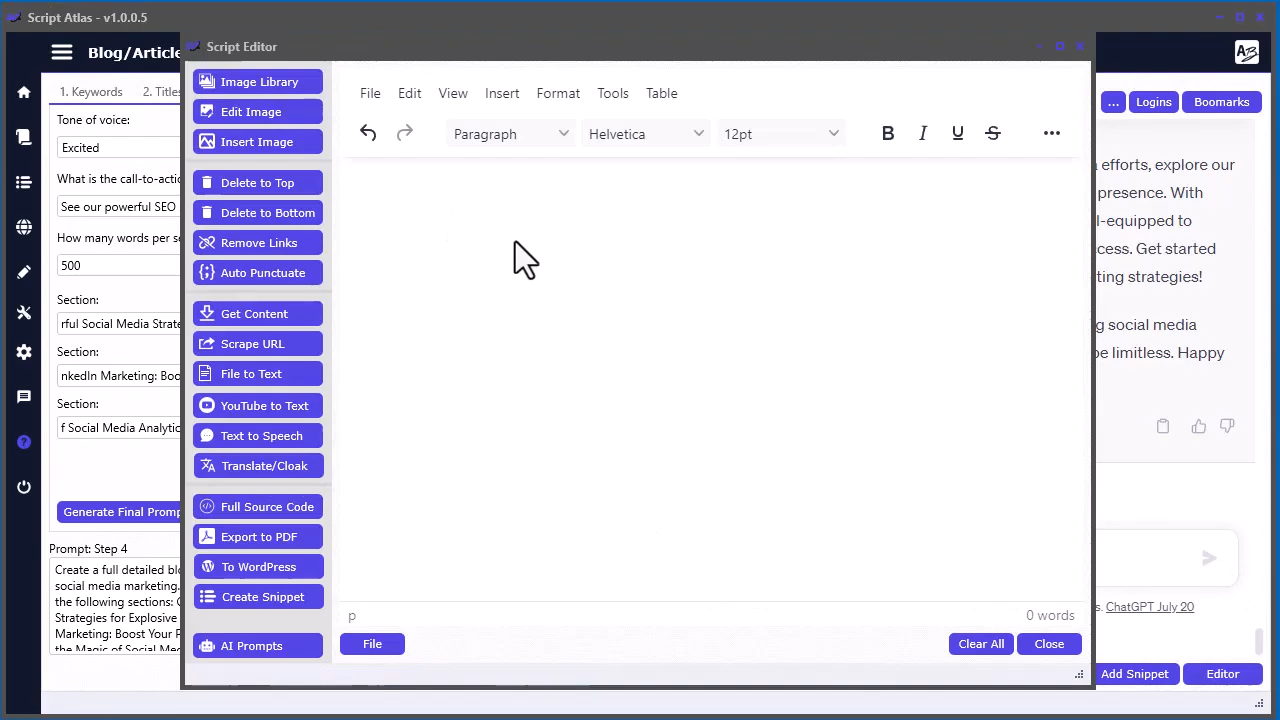 Script Atlas - v1.0.0.5
Blog/Article
1. Keywords
2. Titles
Tone of voice:
Excited
What is the call-to-actio
See our powerful SEO
How many words per se
500
Section:
rful Social Media Strate
Section:
nkedIn Marketing: Boo
Section:
f Social Media Analytic
Generate Final Promp
Prompt: Step 4
Create a full detailed blo
social media marketing.
the following sections: 
Strategies for Explosive
Marketing: Boost Your P
the Magic of Social Med
Script Editor
Image Library
Edit Image
Insert Image
Delete to Top
Delete to Bottom
Remove Links
Auto Punctuate
Get Content
Scrape URL
File to Text
YouTube to Text
Text to Speech
Translate/Cloak
Full Source Code
Export to PDF
To WordPress
Create Snippet
AI Prompts
File Edit View Insert Format Tools Table
Paragraph Helvetica 12pt B I U S ...
p
0 words
File
Clear All
Close
... Logins Boomarks
efforts, explore our
presence. With
l-equipped to
cess. Get started
ting strategies!
g social media
be limitless. Happy
s. ChatGPT July 20
Add Snippet
Editor